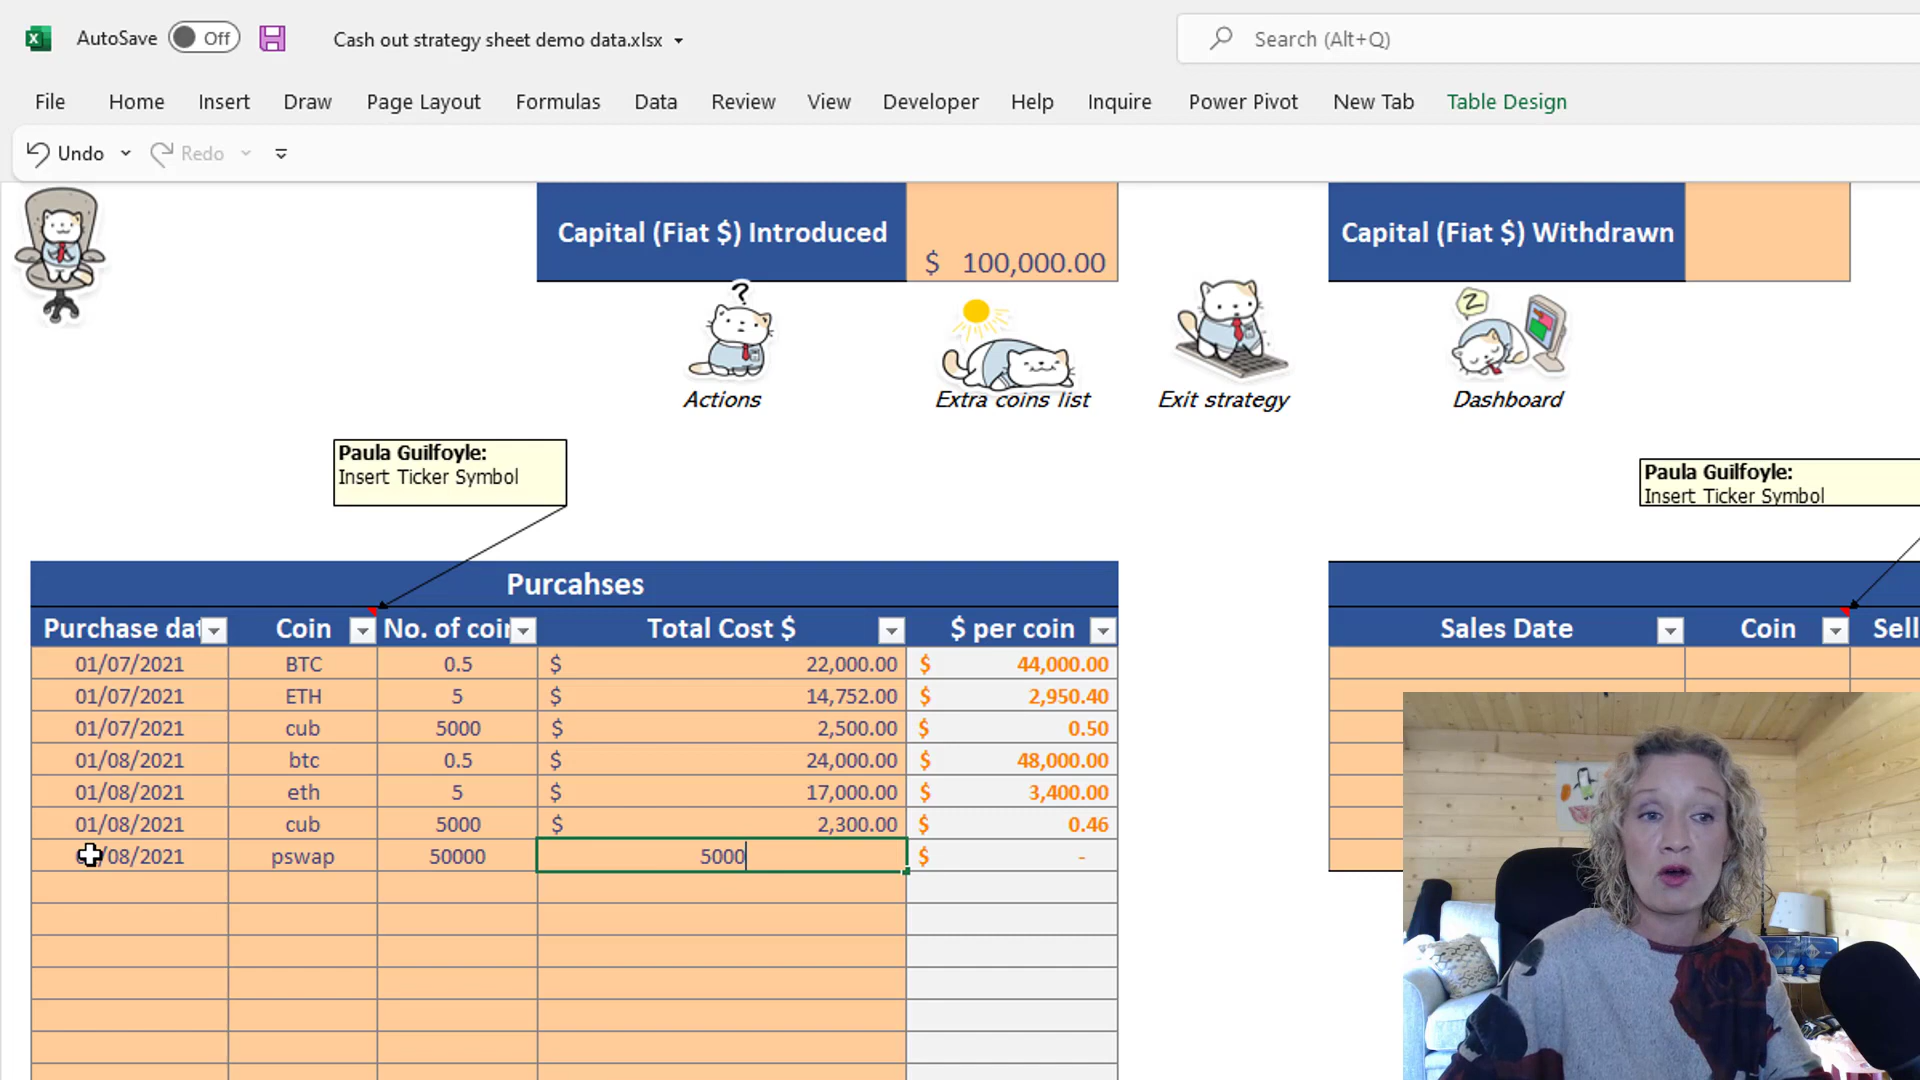 AutoSave Off Cash out strategy sheet demo data.xlsx Search (Alt+Q)
File Home Insert Draw Page Layout Formulas Data Review View Developer Help Inquire Power Pivot New Tab Table Design
Undo Redo
Capital (Fiat $) Introduced $ 100,000.00 Capital (Fiat $) Withdrawn
?
Z
Actions Extra coins list Exit strategy Dashboard
Paula Guilfoyle:
Insert Ticker Symbol
Paula Guilfoyle:
Insert Ticker Symbol
Purcahses
Purchase dat Coin No. of coin Total Cost $ $ per coin Sales Date Coin Sell
01/07/2021 BTC 0.5 $ 22,000.00 $ 44,000.00
01/07/2021 ETH 5 $ 14,752.00 $ 2,950.40
01/07/2021 cub 5000 $ 2,500.00 $ 0.50
01/08/2021 btc 0.5 $ 24,000.00 $ 48,000.00
01/08/2021 eth 5 $ 17,000.00 $ 3,400.00
01/08/2021 cub 5000 $ 2,300.00 $ 0.46
/08/2021 pswap 50000 5000 $ -